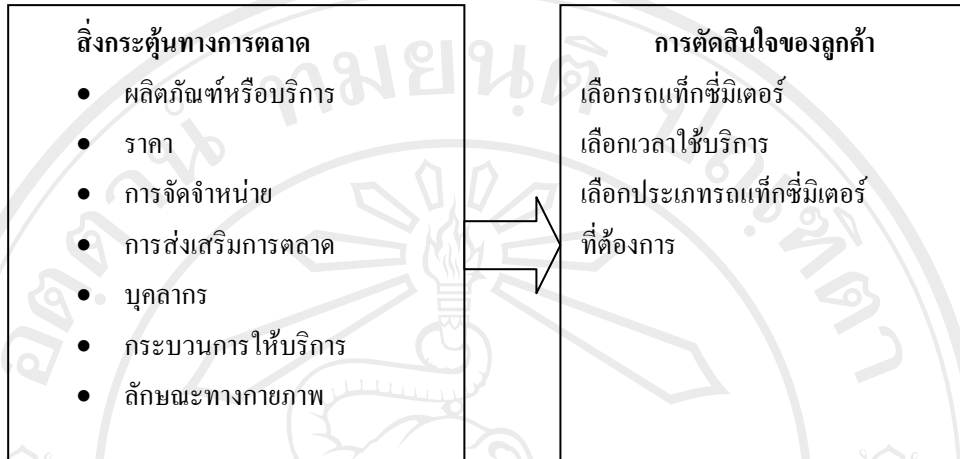 สิ่งกระตุ้นทางการตลาด
• ผลิตภัณฑ์หรือบริการ
• ราคา
• การจัดจำหน่าย
• การส่งเสริมการตลาด
• บุคลากร
• กระบวนการให้บริการ
• ลักษณะทางกายภาพ
การตัดสินใจของลูกค้า
เลือกรถแท็กซี่มิเตอร์
เลือกเวลาใช้บริการ
เลือกประเภทรถแท็กซี่มิเตอร์
ที่ต้องการ